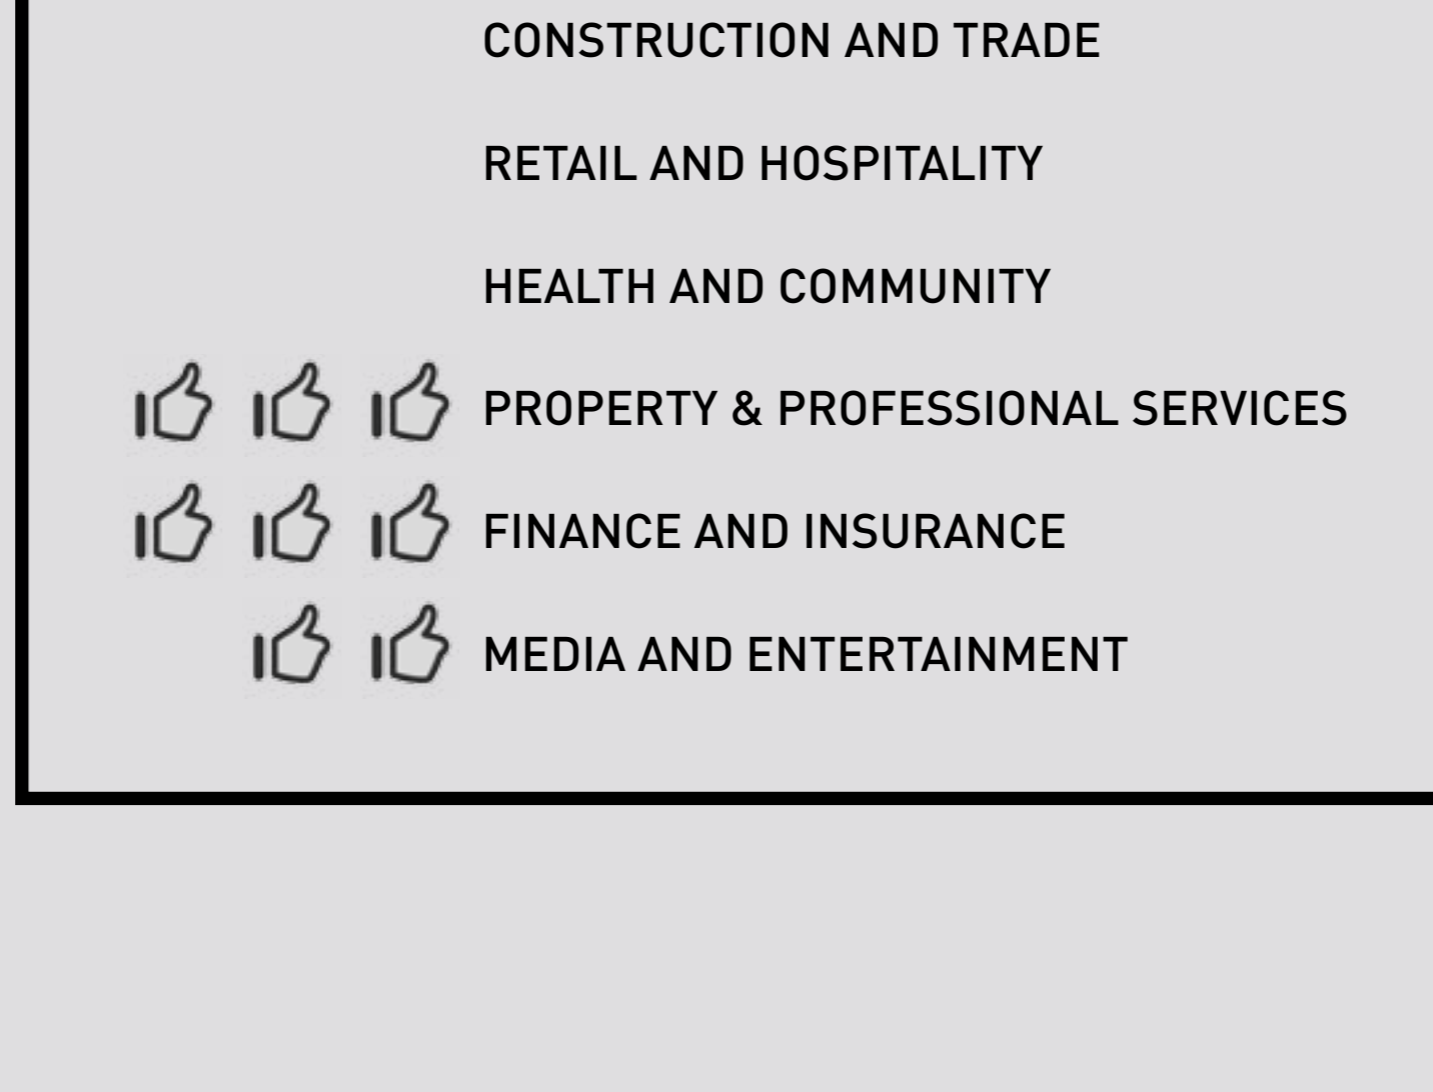 CONSTRUCTION AND TRADE
RETAIL AND HOSPITALITY
HEALTH AND COMMUNITY
PROPERTY & PROFESSIONAL SERVICES
FINANCE AND INSURANCE
MEDIA AND ENTERTAINMENT